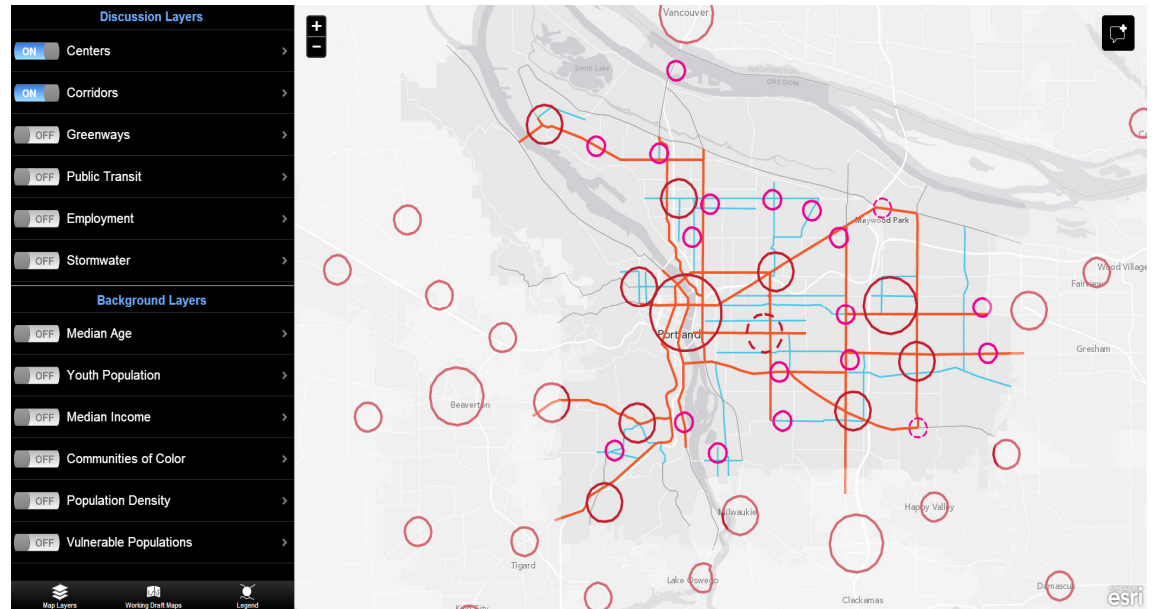 Discussion Layers
ON Centers
ON Corridors
OFF Greenways
OFF Public Transit
OFF Employment
OFF Stormwater
Background Layers
OFF Median Age
OFF Youth Population
OFF Median Income
OFF Communities of Color
OFF Population Density
OFF Vulnerable Populations
Map Layers
Working Draft Maps
Legend
+
−
Vancouver
Smith Lake
WASHINGTON
OREGON
Maywood Park
Wood Village
Fairview
Portland
Gresham
Beaverton
Milwaukie
Happy Valley
Tigard
Lake Oswego
Damascus
Clackamas
King City
esri